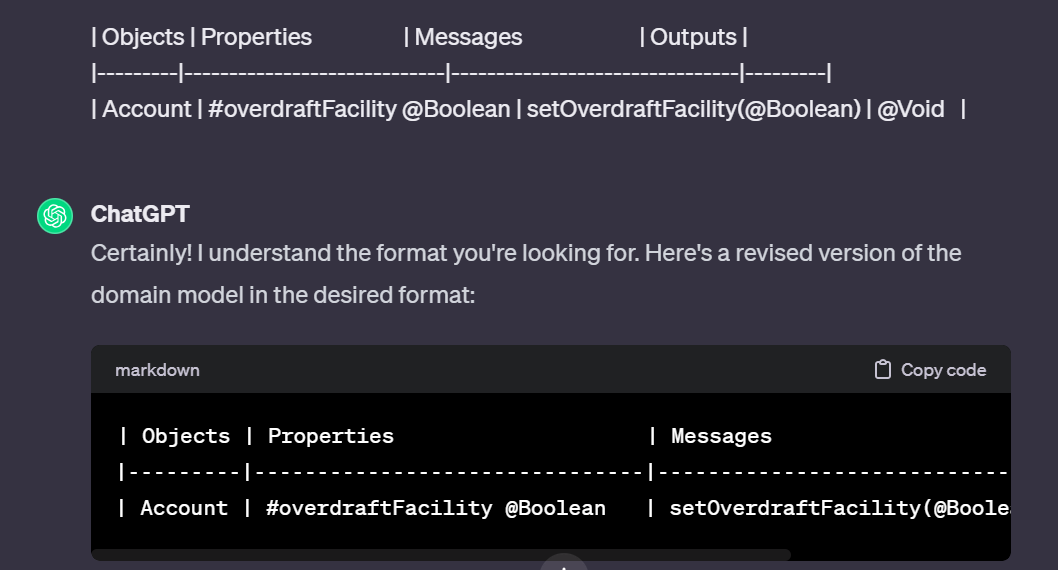 | Objects | Properties | Messages | Outputs |
|---------|-----------------------------|--------------------------------|---------|
| Account | #overdraftFacility @Boolean | setOverdraftFacility(@Boolean) | @Void |
ChatGPT
Certainly! I understand the format you're looking for. Here's a revised version of the
domain model in the desired format:
markdown Copy code
| Objects | Properties | Messages
|---------|-------------------------------|----------------------------
| Account | #overdraftFacility @Boolean | setOverdraftFacility(@Boole